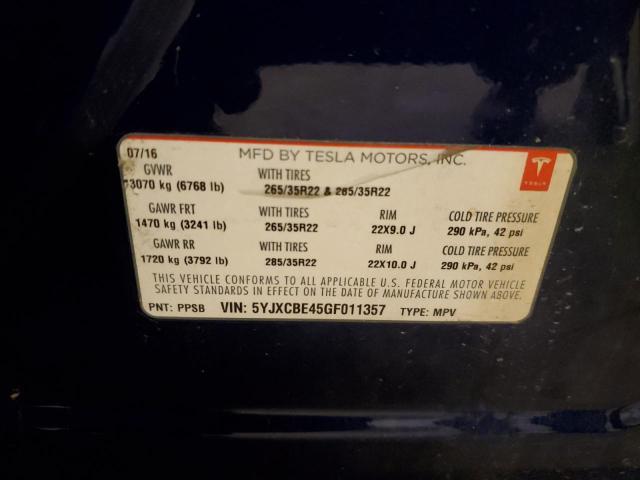 07/16 MFD BY TESLA MOTORS, INC.
GVWR WITH TIRES
3070 kg (6768 lb) 265/35R22 & 285/35R22
GAWR FRT WITH TIRES RIM COLD TIRE PRESSURE
1470 kg (3241 lb) 265/35R22 22X9.0 J 290 kPa, 42 psi
GAWR RR WITH TIRES RIM COLD TIRE PRESSURE
1720 kg (3792 lb) 285/35R22 22X10.0 J 290 kPa, 42 psi
THIS VEHICLE CONFORMS TO ALL APPLICABLE U.S. FEDERAL MOTOR VEHICLE
SAFETY STANDARDS IN EFFECT ON THE DATE OF MANUFACTURE SHOWN ABOVE.
PNT: PPSB VIN: 5YJXCBE45GF011357 TYPE: MPV
TESLA